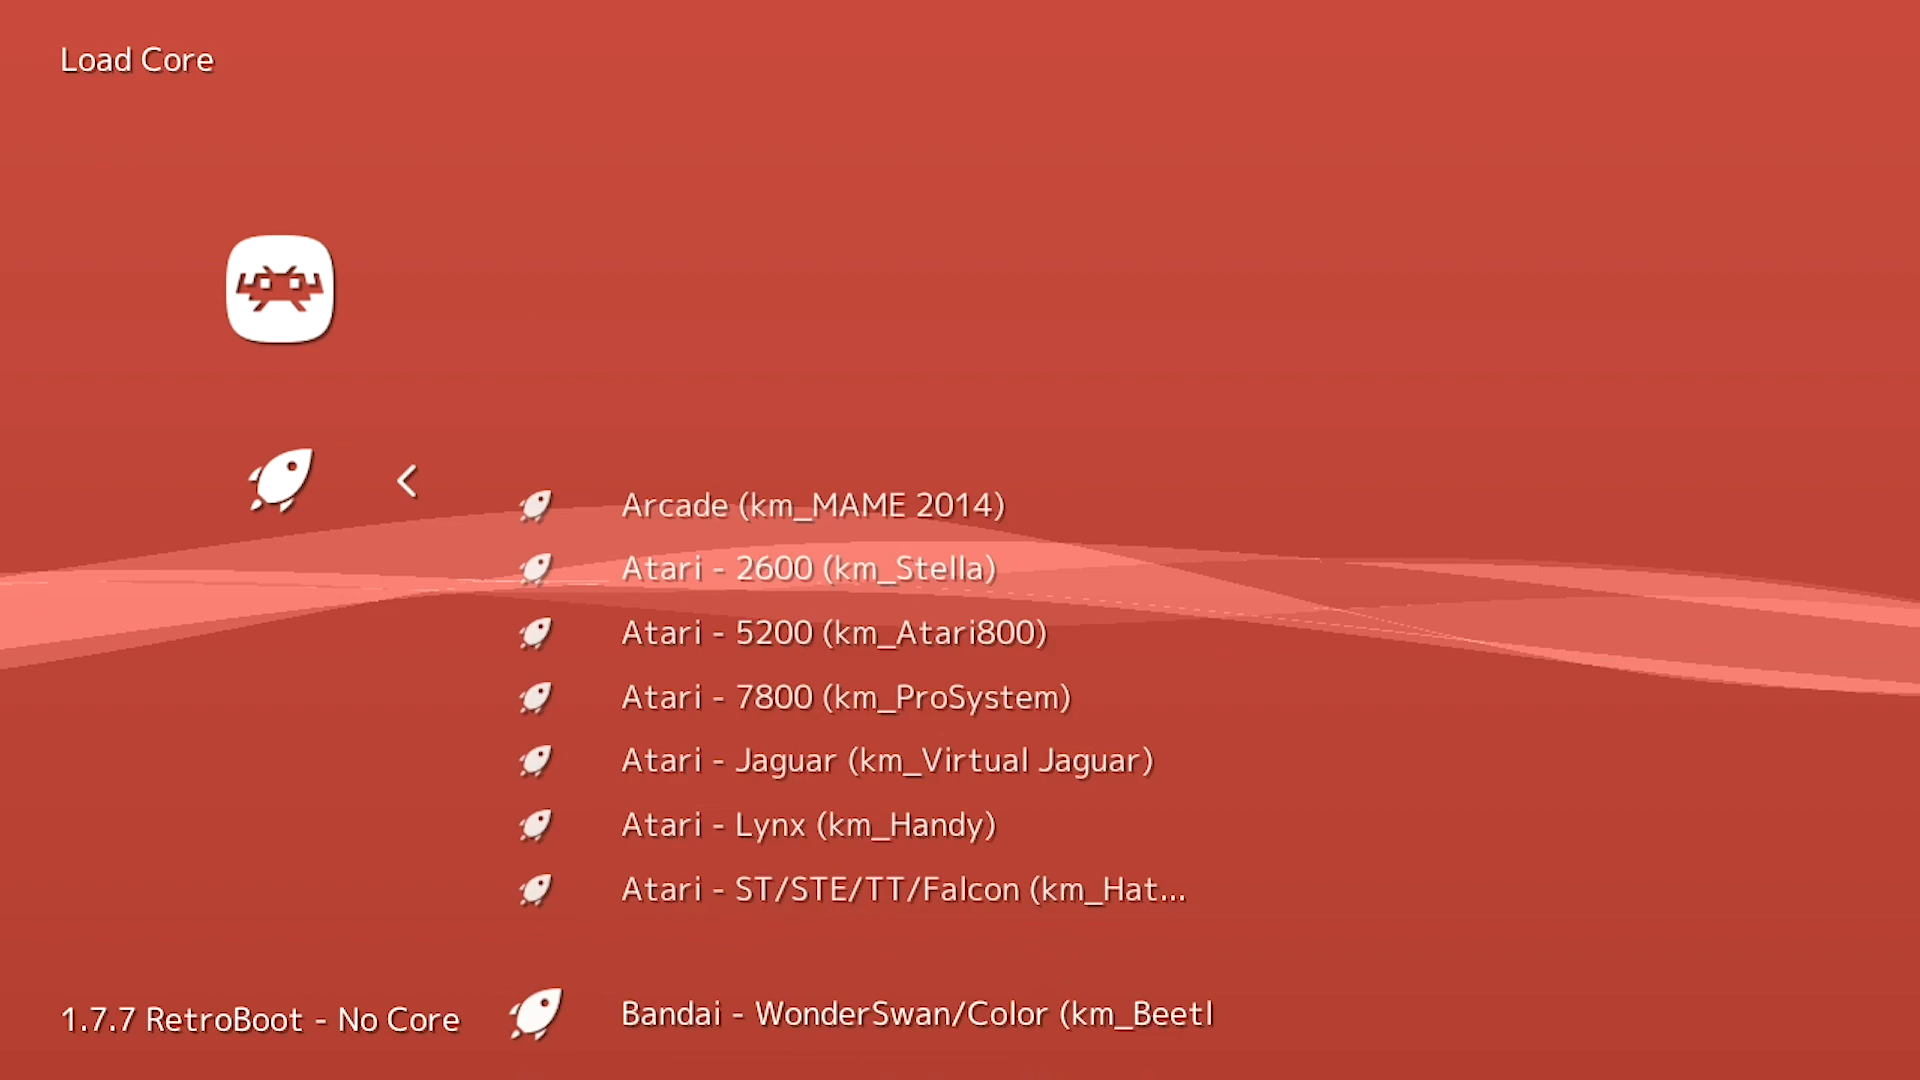 Load Core
Arcade (km_MAME 2014)
Atari - 2600 (km_Stella)
Atari - 5200 (km_Atari800)
Atari - 7800 (km_ProSystem)
Atari - Jaguar (km_Virtual Jaguar)
Atari - Lynx (km_Handy)
Atari - ST/STE/TT/Falcon (km_Hat...
Bandai - WonderSwan/Color (km_Beetl
1.7.7 RetroBoot - No Core